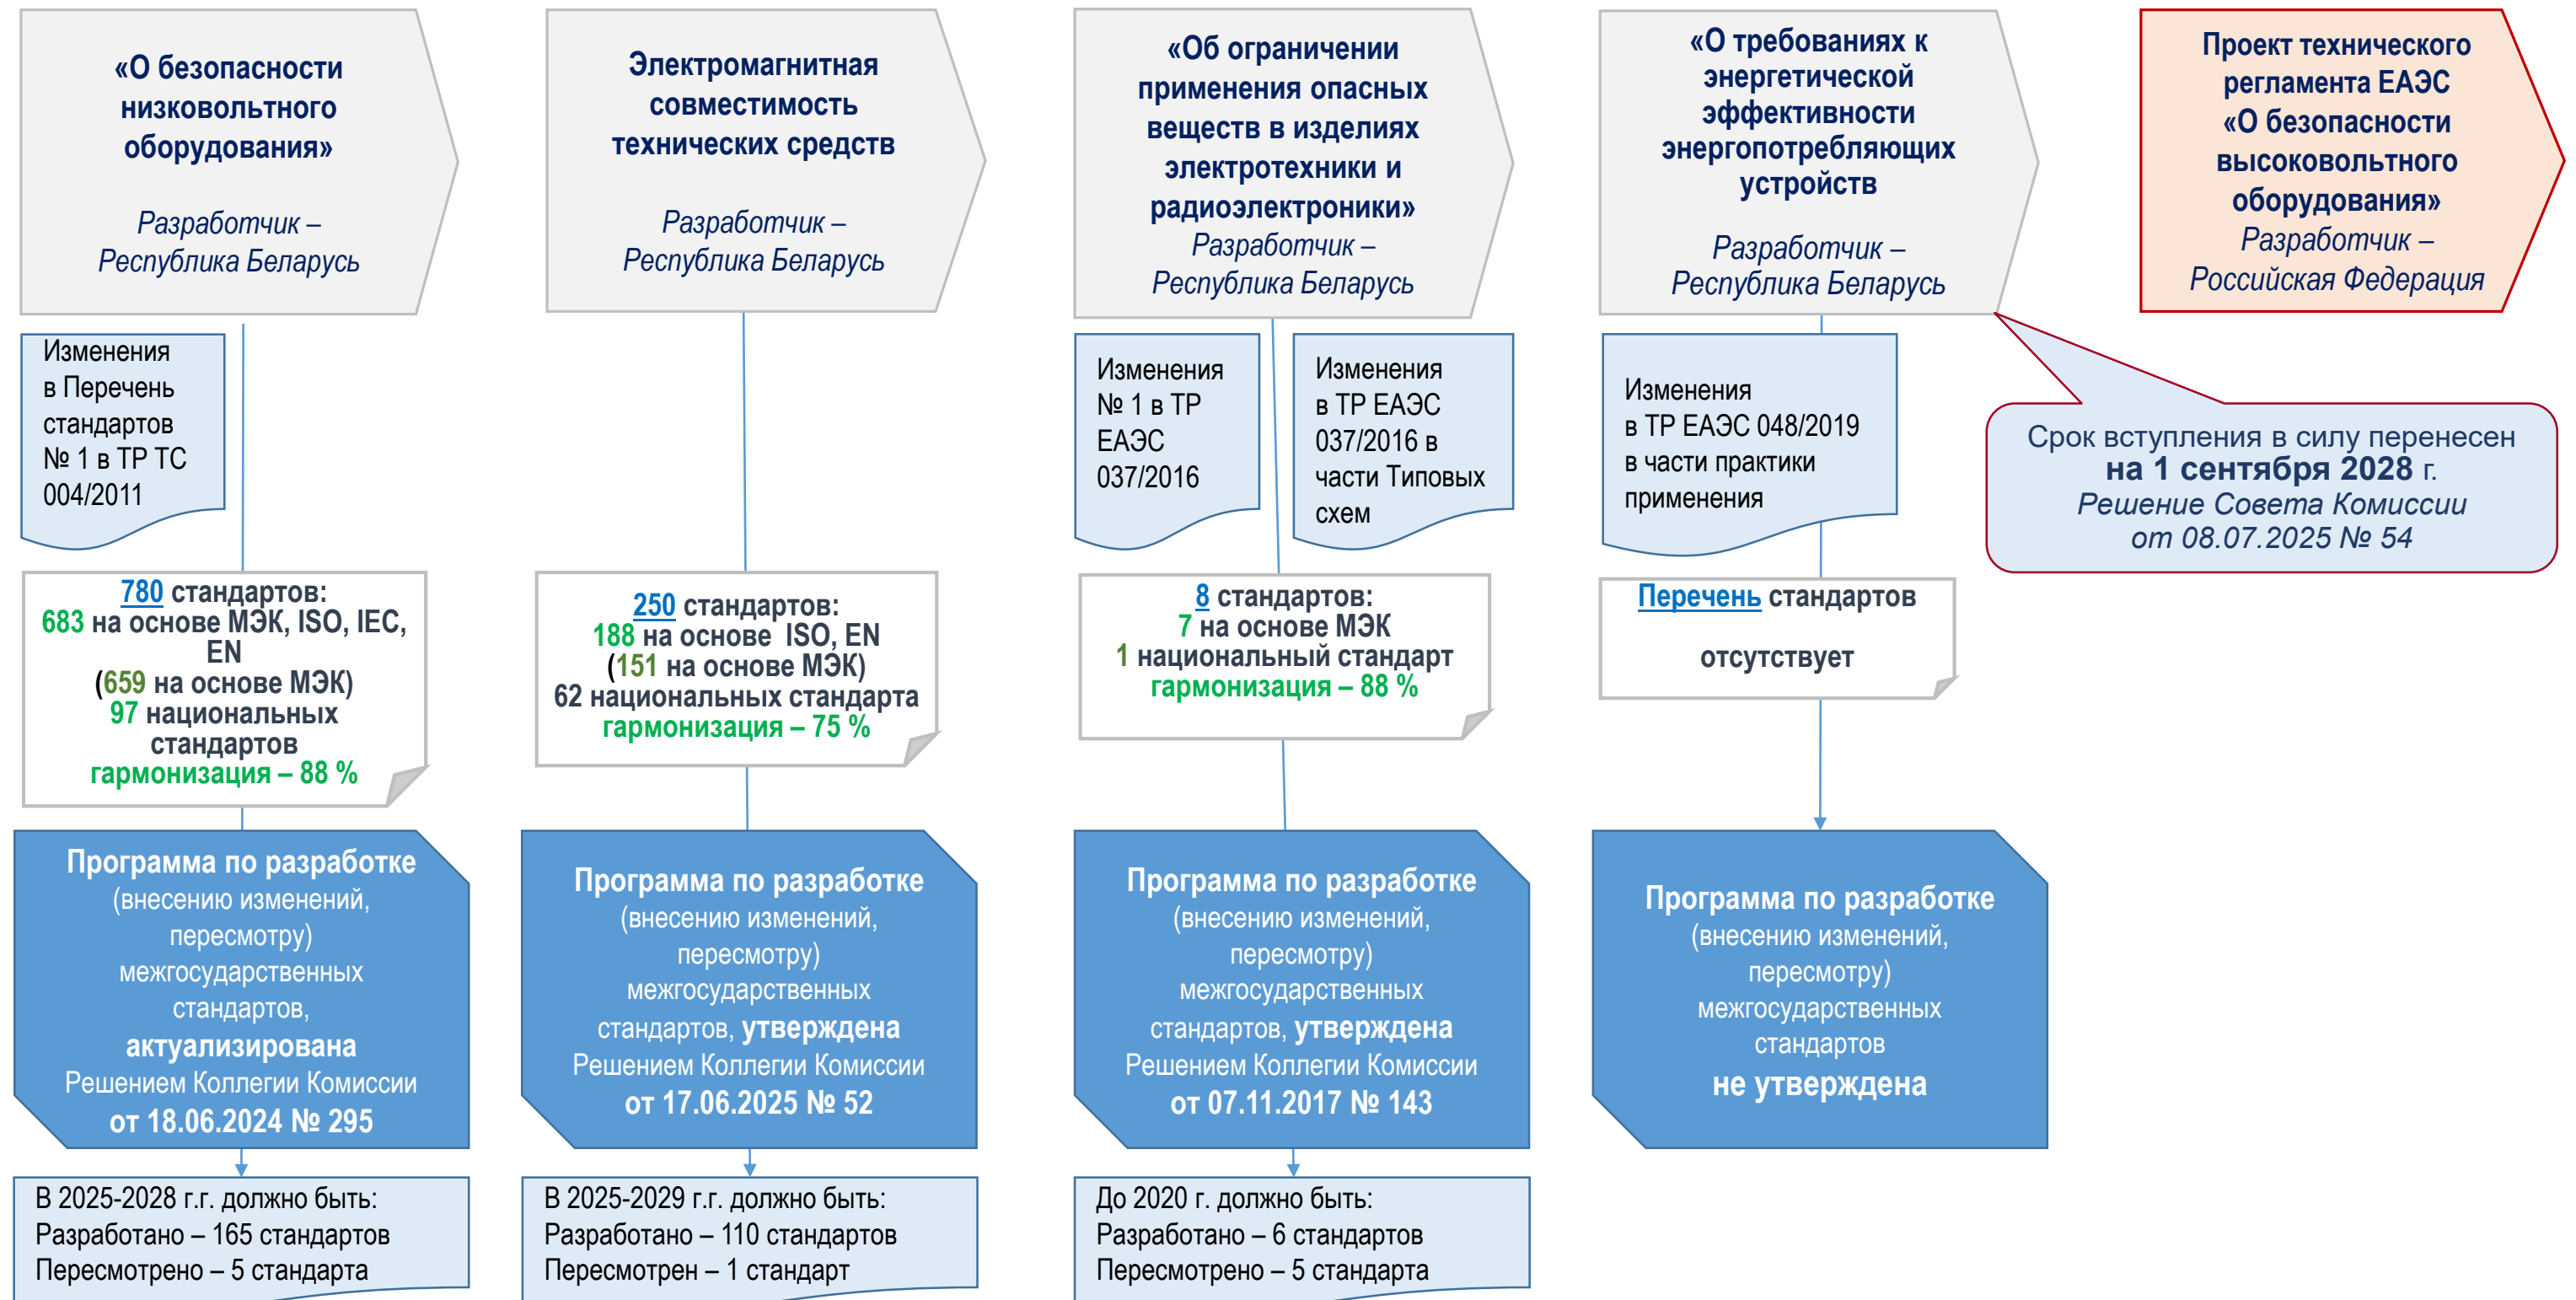 «О безопасности
низковольтного
оборудования»
Разработчик –
Республика Беларусь
Электромагнитная
совместимость
технических средств
Разработчик –
Республика Беларусь
«Об ограничении
применения опасных
веществ в изделиях
электротехники и
радиоэлектроники»
Разработчик –
Республика Беларусь
«О требованиях к
энергетической
эффективности
энергопотребляющих
устройств
Разработчик –
Республика Беларусь
Проект технического
регламента ЕАЭС
«О безопасности
высоковольтного
оборудования»
Разработчик –
Российская Федерация
Изменения
в Перечень
стандартов
№ 1 в ТР ТС
004/2011
Изменения
№ 1 в ТР
ЕАЭС
037/2016
Изменения
в ТР ЕАЭС
037/2016 в
части Типовых
схем
Изменения
в ТР ЕАЭС 048/2019
в части практики
применения
Срок вступления в силу перенесен
на 1 сентября 2028 г.
Решение Совета Комиссии
от 08.07.2025 № 54
780 стандартов:
683 на основе МЭК, ISO, IEC,
EN
(659 на основе МЭК)
97 национальных
стандартов
гармонизация – 88 %
250 стандартов:
188 на основе ISO, EN
(151 на основе МЭК)
62 национальных стандарта
гармонизация – 75 %
8 стандартов:
7 на основе МЭК
1 национальный стандарт
гармонизация – 88 %
Перечень стандартов
отсутствует
Программа по разработке
(внесению изменений,
пересмотру)
межгосударственных
стандартов,
актуализирована
Решением Коллегии Комиссии
от 18.06.2024 № 295
Программа по разработке
(внесению изменений,
пересмотру)
межгосударственных
стандартов, утверждена
Решением Коллегии Комиссии
от 17.06.2025 № 52
Программа по разработке
(внесению изменений,
пересмотру)
межгосударственных
стандартов, утверждена
Решением Коллегии Комиссии
от 07.11.2017 № 143
Программа по разработке
(внесению изменений,
пересмотру)
межгосударственных
стандартов
не утверждена
В 2025-2028 г.г. должно быть:
Разработано – 165 стандартов
Пересмотрено – 5 стандарта
В 2025-2029 г.г. должно быть:
Разработано – 110 стандартов
Пересмотрен – 1 стандарт
До 2020 г. должно быть:
Разработано – 6 стандартов
Пересмотрено – 5 стандарта